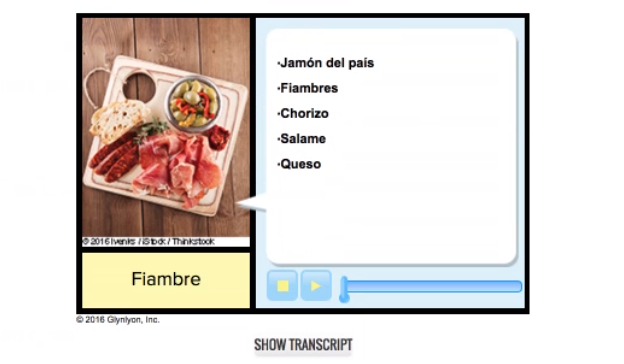 ·Jamón del país
·Fiambres
·Chorizo
·Salame
·Queso
© 2016 Ivenks / iStock / Thinkstock
Fiambre
© 2016 Glynlyon, Inc.
SHOW TRANSCRIPT